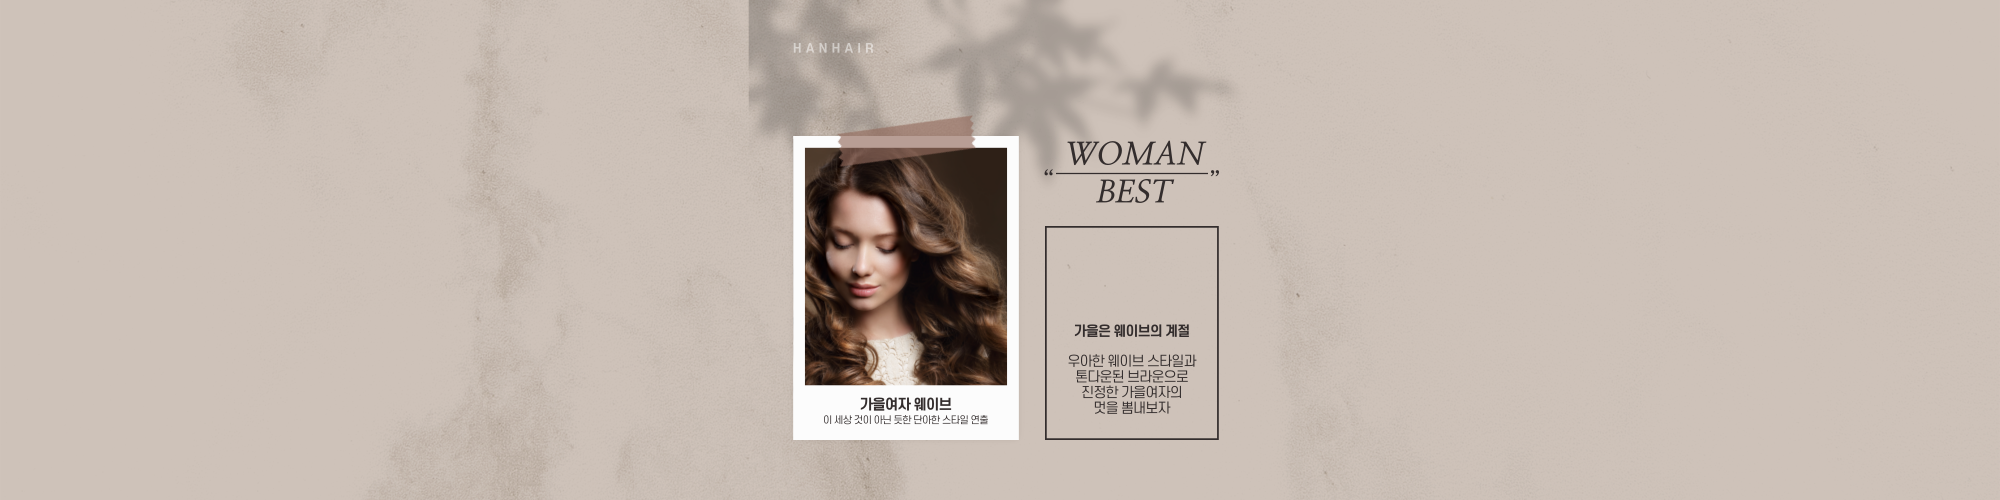 HANHAIR
“ WOMAN ”
BEST
가을여자 웨이브
이 세상 것이 아닌 듯한 단아한 스타일 연출
가을은 웨이브의 계절
우아한 웨이브 스타일과
톤다운된 브라운으로
진정한 가을여자의
멋을 뽐내보자